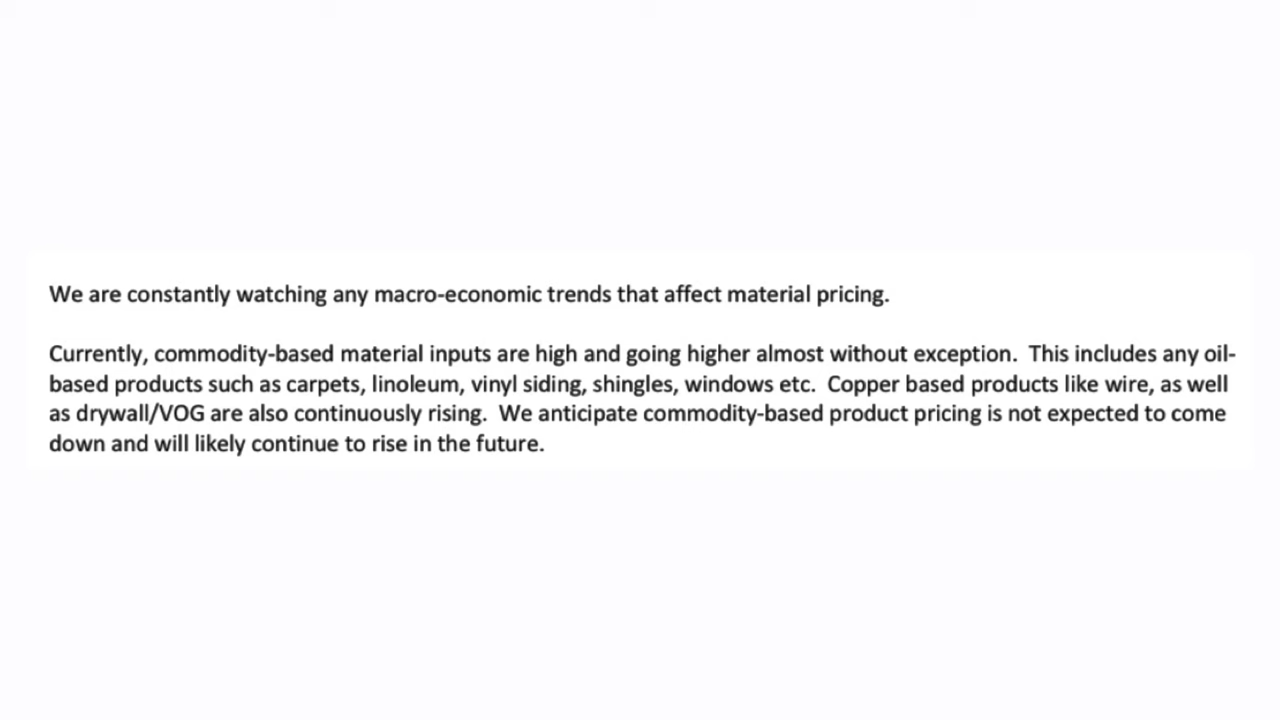 We are constantly watching any macro-economic trends that affect material pricing.
Currently, commodity-based material inputs are high and going higher almost without exception.  This includes any oil-
based products such as carpets, linoleum, vinyl siding, shingles, windows etc.  Copper based products like wire, as well
as drywall/VOG are also continuously rising.  We anticipate commodity-based product pricing is not expected to come
down and will likely continue to rise in the future.